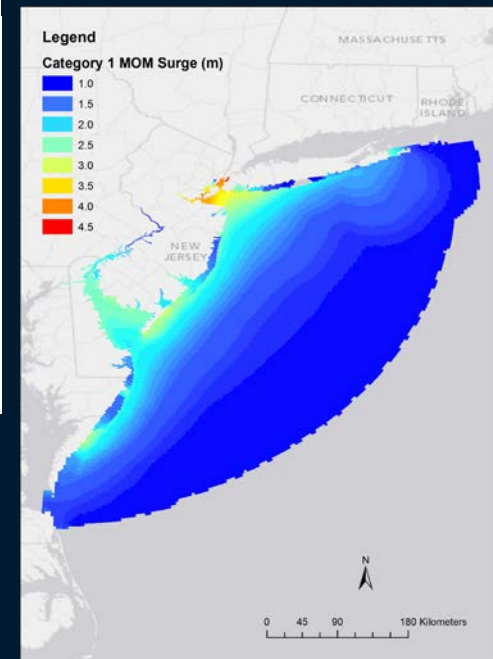 Legend
Category 1 MOM Surge (m)
1.0
1.5
2.0
2.5
3.0
3.5
4.0
4.5
MASSACHUSETTS
CONNECTICUT
RHODE
ISLAND
NEW
JERSEY
N
0 45 90 180 Kilometers